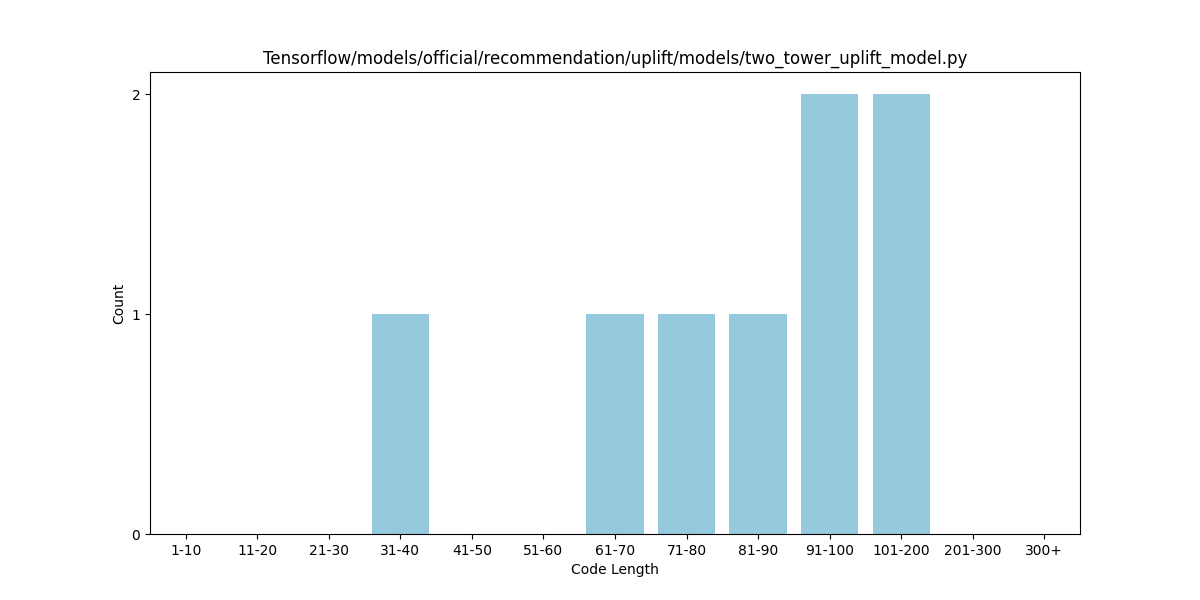 Tensorflow/models/official/recommendation/uplift/models/two_tower_uplift_model.py
2
1
0
Count
1-10 11-20 21-30 31-40 41-50 51-60 61-70 71-80 81-90 91-100 101-200 201-300 300+
Code Length